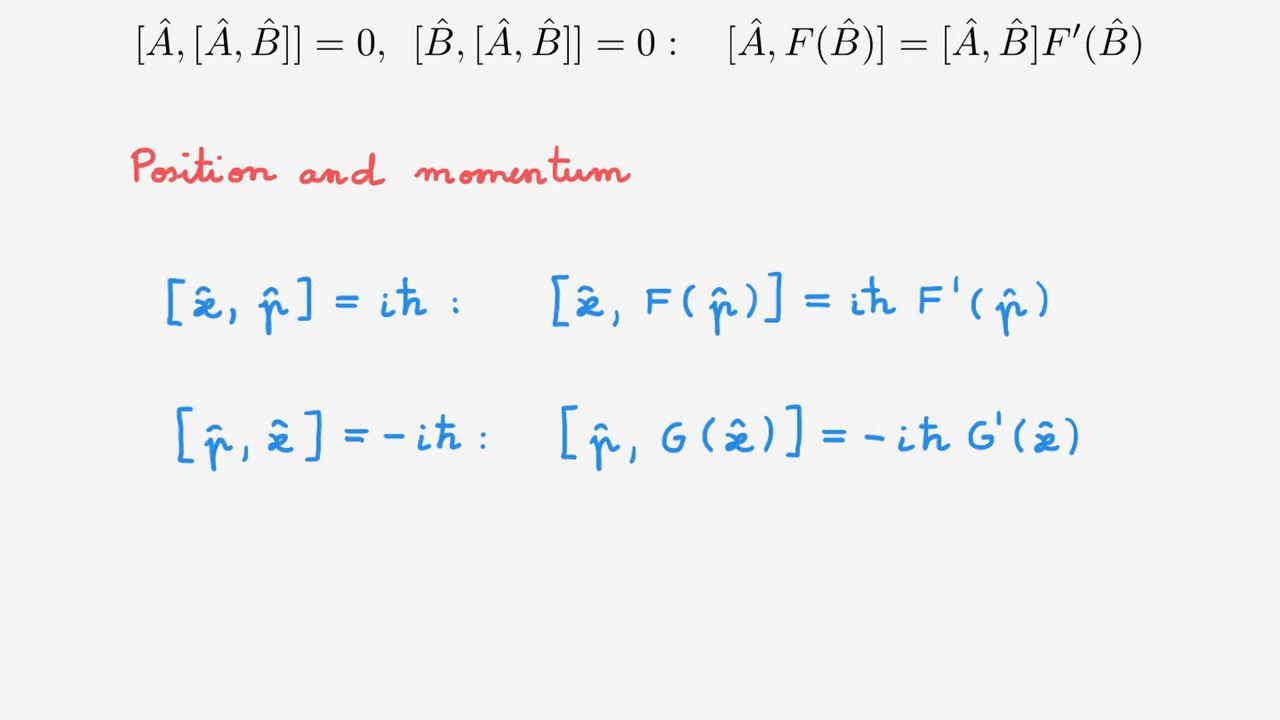 [Â, [Â, B̂]] = 0, [B̂, [Â, B̂]] = 0 : [Â, F(B̂)] = [Â, B̂]F′(B̂)
Position and momentum
[x̂, p̂] = iħ : [x̂, F(p̂)] = iħ F'(p̂)
[p̂, x̂] = -iħ : [p̂, G(x̂)] = -iħ G'(x̂)